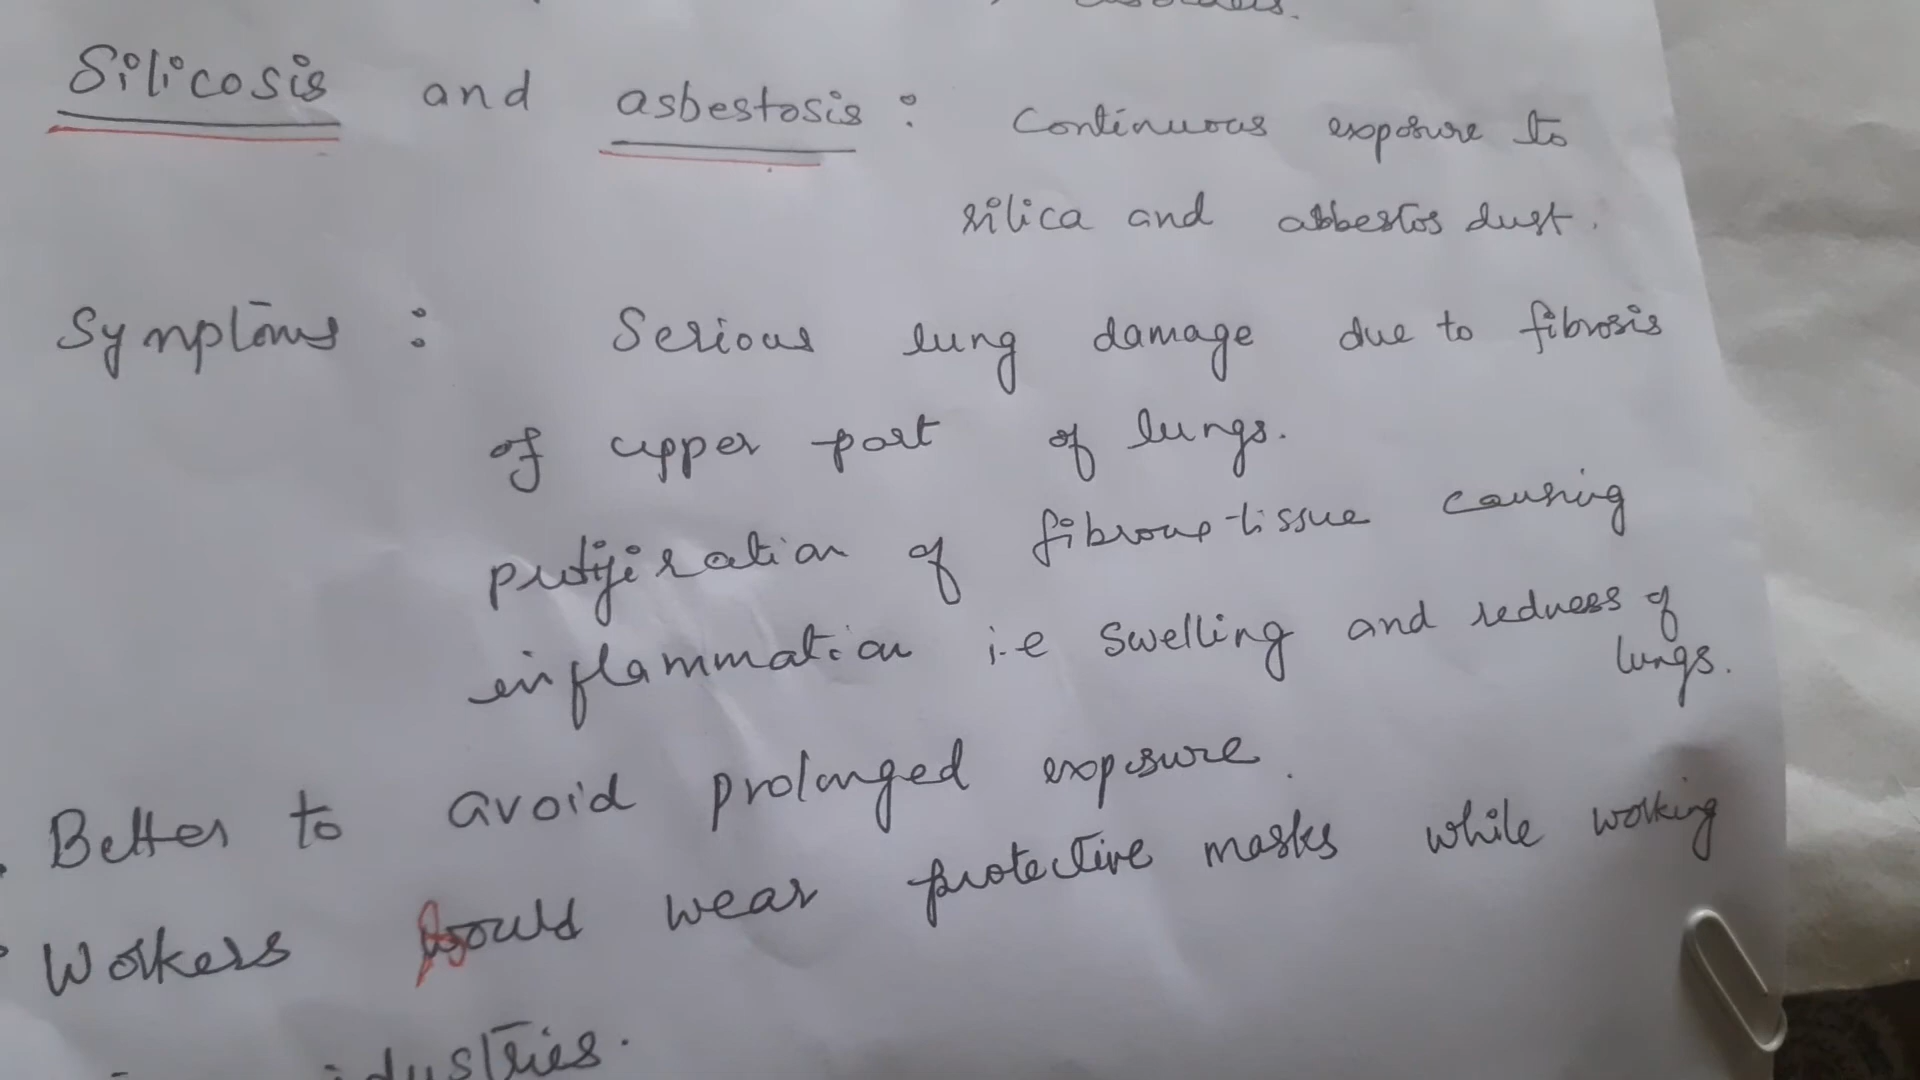 Silicosis and asbestosis : Continuous exposure to
silica and asbestos dust.
Symptoms : Serious lung damage due to fibrosis
of upper part of lungs.
of fibrous tissue causing
inflammation i.e swelling and redness of
lungs.
Better to avoid prolonged exposure.
Workers should wear protective masks while working
industries.